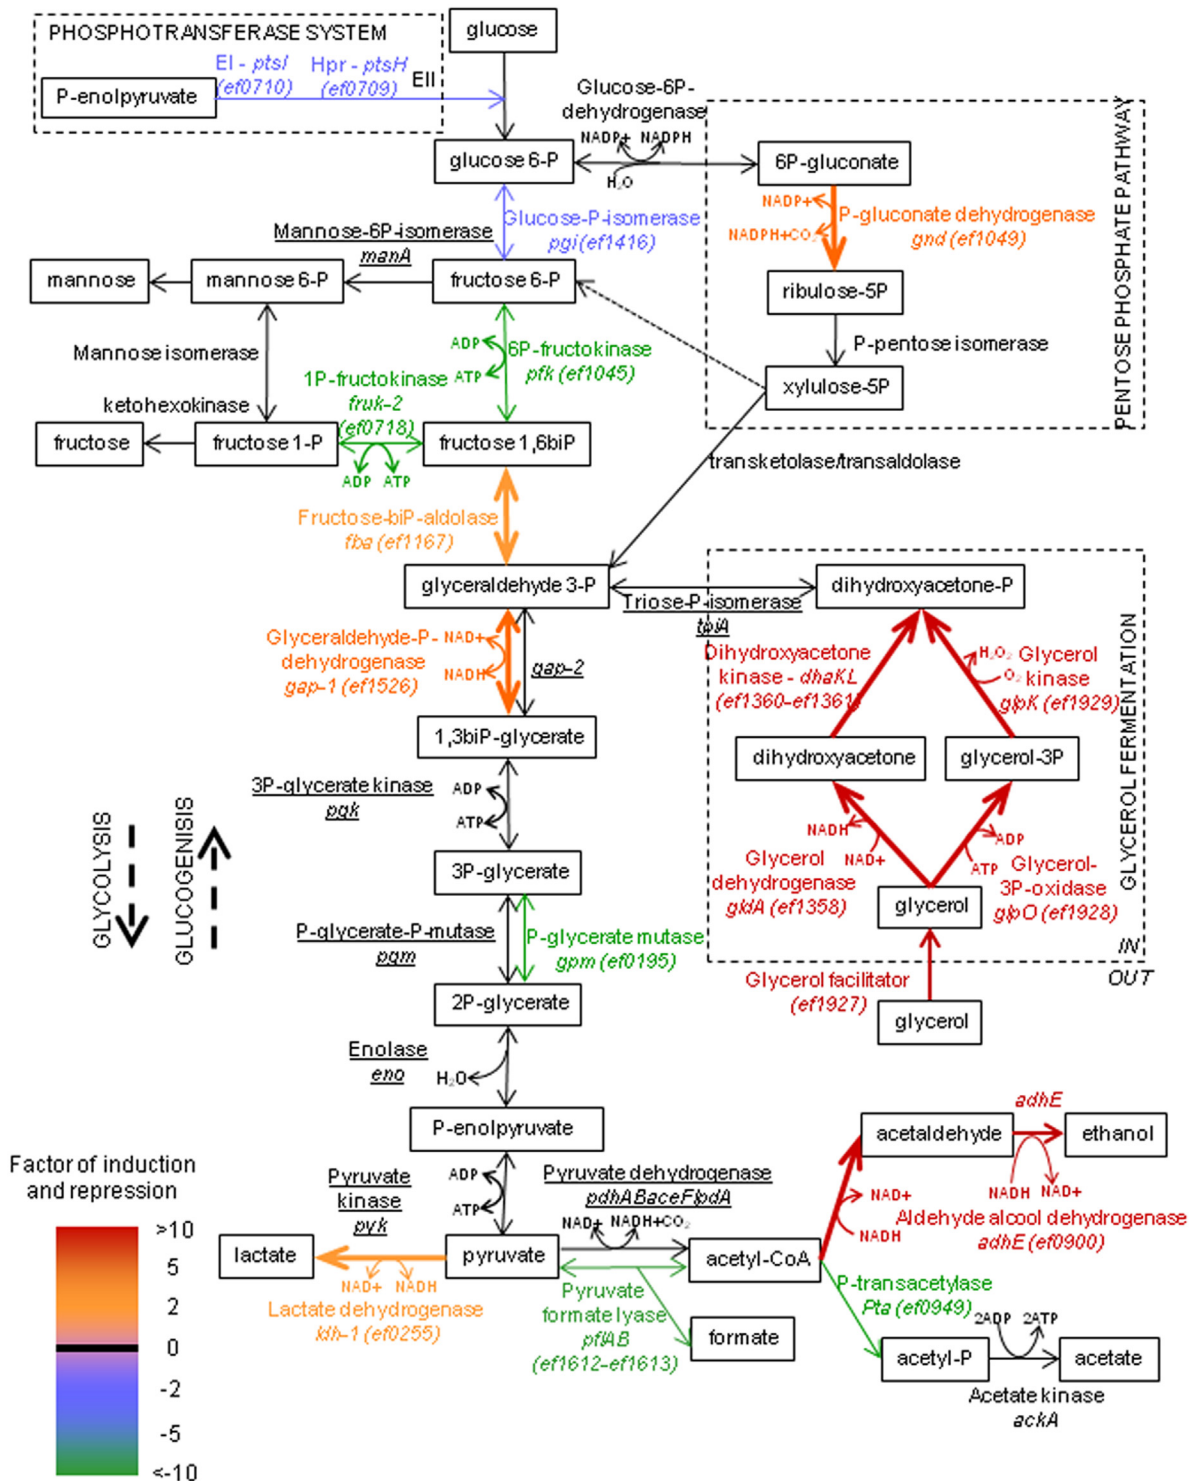 PHOSPHOTRANSFERASE SYSTEM
EI - ptsI
(ef0710)
Hpr - ptsH
(ef0709)
EII
P-enolpyruvate
glucose
Glucose-6P-
dehydrogenase
NADP+ NADPH
H₂O
glucose 6-P
PENTOSE PHOSPHATE PATHWAY
6P-gluconate
NADP+
NADPH+CO₂
P-gluconate dehydrogenase
gnd (ef1049)
ribulose-5P
P-pentose isomerase
xylulose-5P
transketolase/transaldolase
Glucose-P-isomerase
pgi (ef1416)
Mannose-6P-isomerase
manA
mannose
mannose 6-P
fructose 6-P
Mannose isomerase
ADP
ATP
6P-fructokinase
pfk (ef1045)
1P-fructokinase
fruk-2
(ef0718)
ketohexokinase
fructose
fructose 1-P
fructose 1,6biP
ADP ATP
Fructose-biP-aldolase
fba (ef1167)
glyceraldehyde 3-P
Triose-P-isomerase
tpiA
GLYCEROL FERMENTATION
dihydroxyacetone-P
Glyceraldehyde-P-
dehydrogenase
gap-1 (ef1526)
NAD+
NADH
gap-2
Dihydroxyacetone
kinase - dhaKL
(ef1360-ef1361)
H₂O₂
O₂
Glycerol
kinase
glpK (ef1929)
1,3biP-glycerate
dihydroxyacetone
glycerol-3P
3P-glycerate kinase
pgk
ADP
ATP
GLYCOLYSIS
GLUCOGENISIS
NADH
NAD+
Glycerol
dehydrogenase
gldA (ef1358)
ADP
ATP
Glycerol-
3P-oxidase
glpO (ef1928)
3P-glycerate
glycerol
P-glycerate-P-mutase
pgm
P-glycerate mutase
gpm (ef0195)
IN
OUT
Glycerol facilitator
(ef1927)
glycerol
2P-glycerate
Enolase
eno
H₂O
P-enolpyruvate
Pyruvate
kinase
pyk
ADP
ATP
Pyruvate dehydrogenase
pdhABaceFlpdA
NAD+ NADH+CO₂
acetaldehyde
adhE
ethanol
NADH NAD+
NAD+
NADH
Aldehyde alcool dehydrogenase
adhE (ef0900)
lactate
pyruvate
acetyl-CoA
NAD+ NADH
Lactate dehydrogenase
ldh-1 (ef0255)
Pyruvate
formate lyase
pflAB
(ef1612-ef1613)
formate
P-transacetylase
Pta (ef0949)
2ADP 2ATP
acetyl-P
acetate
Acetate kinase
ackA
Factor of induction
and repression
>10
5
2
0
-2
-5
<-10